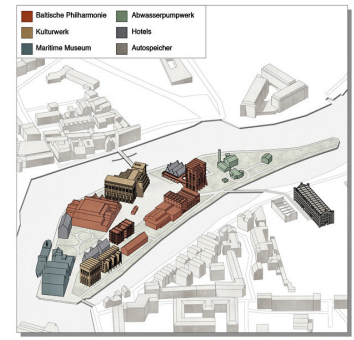 Baltische Philharmonie
Kulturwerk
Maritime Museum
Abwasserpumpwerk
Hotels
Autospeicher